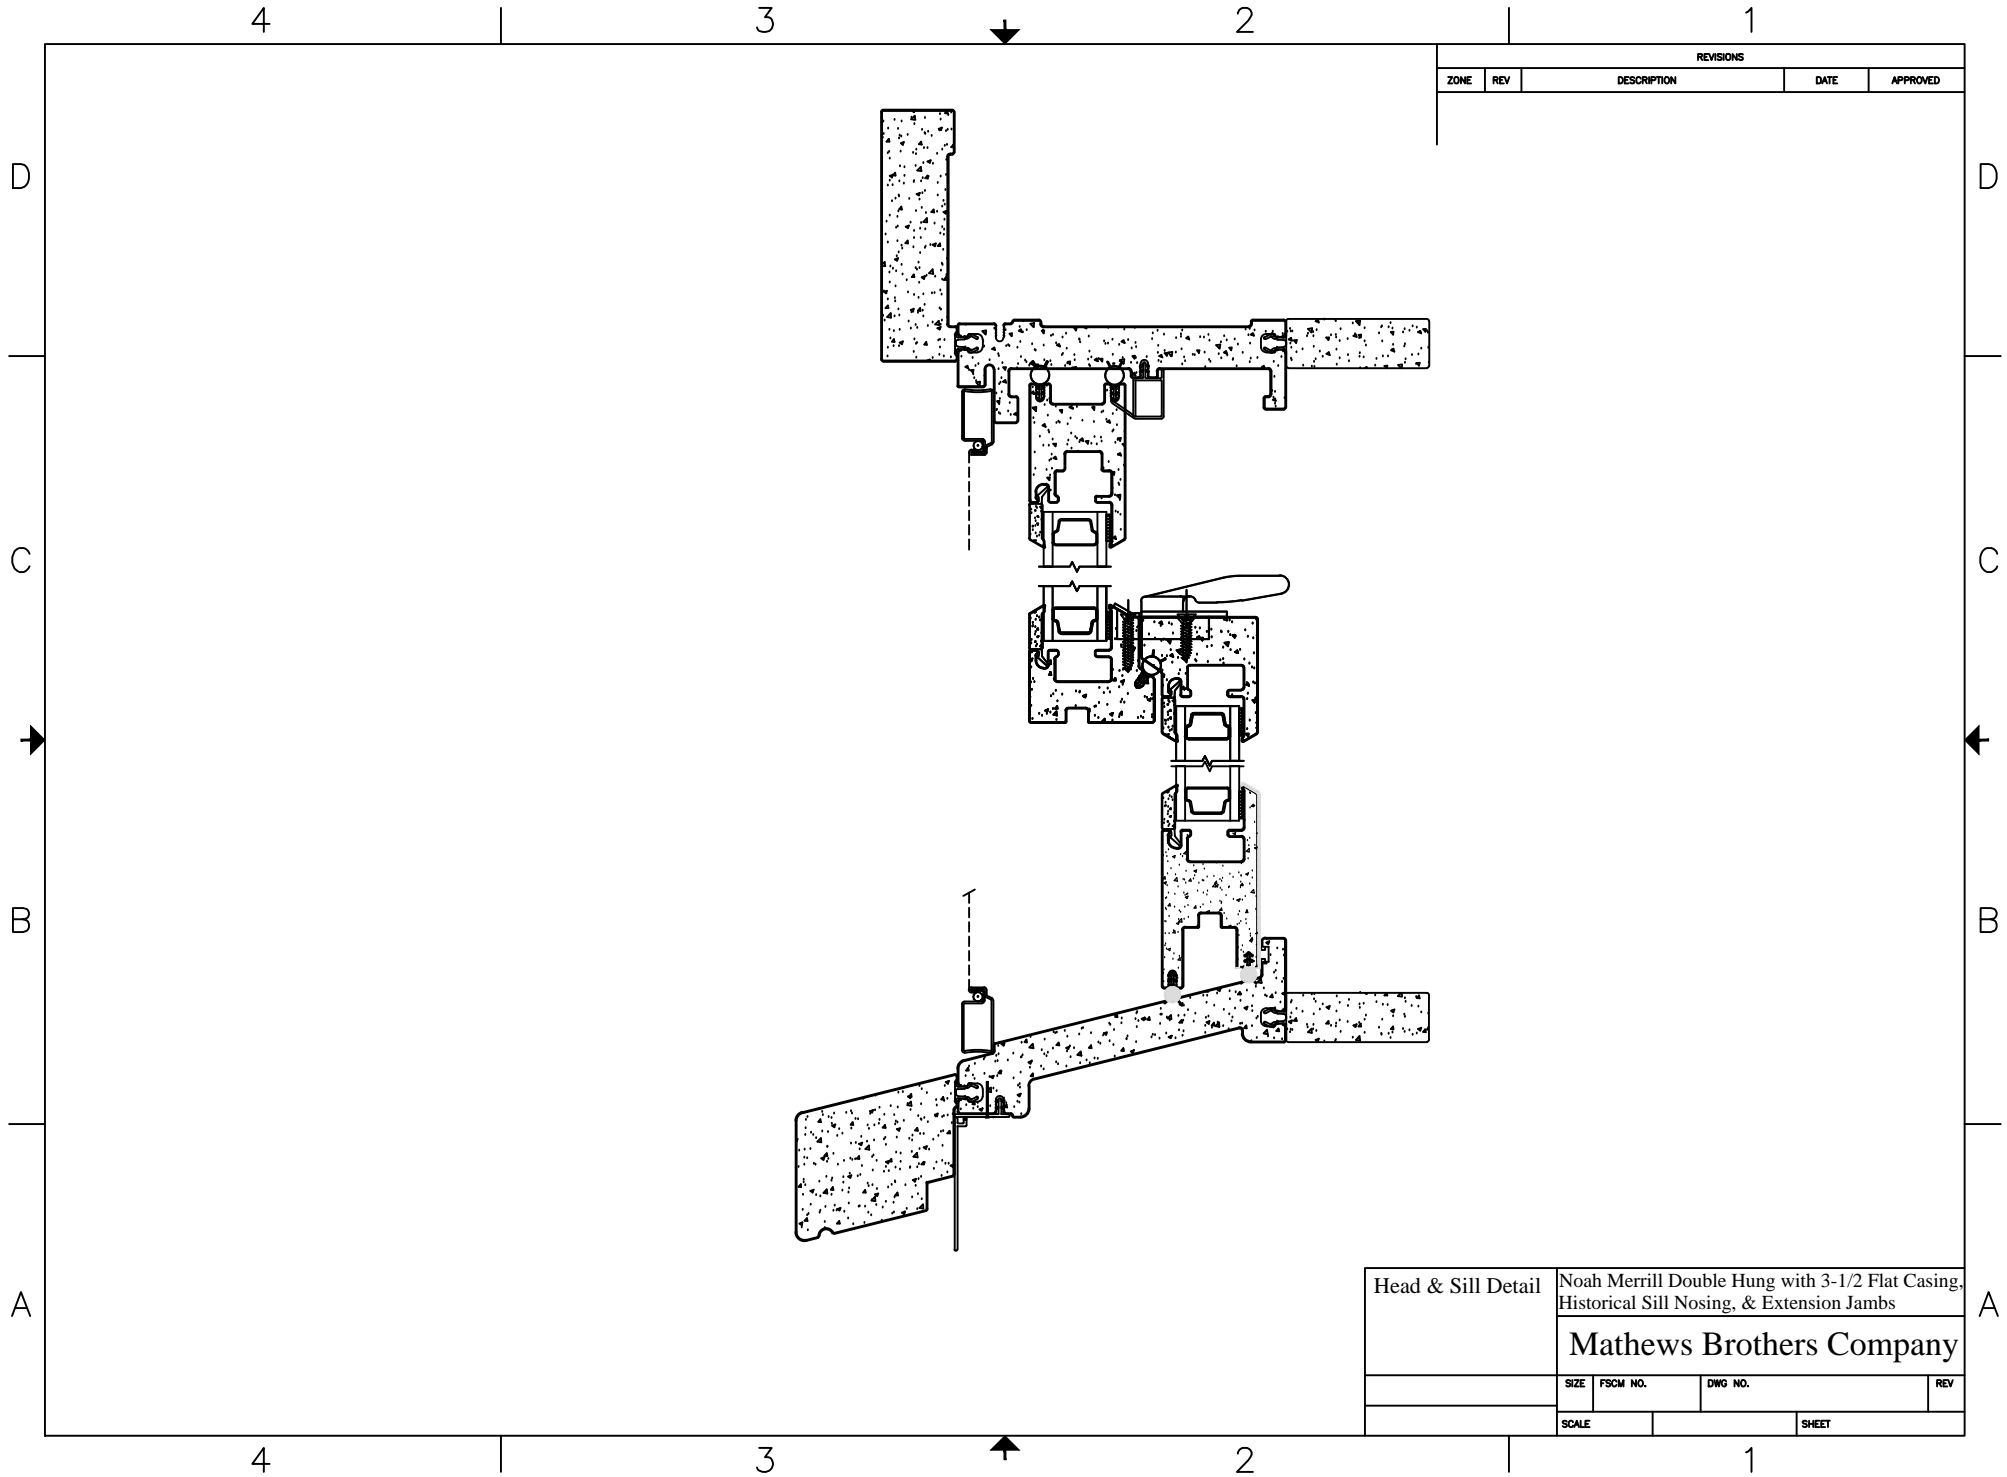 4 3 2 1
REVISIONS
ZONE REV DESCRIPTION DATE APPROVED
D D
C C
B B
A A
Head & Sill Detail
Noah Merrill Double Hung with 3-1/2 Flat Casing,
Historical Sill Nosing, & Extension Jambs
Mathews Brothers Company
SIZE FSCM NO. DWG NO. REV
SCALE SHEET
4 3 2 1